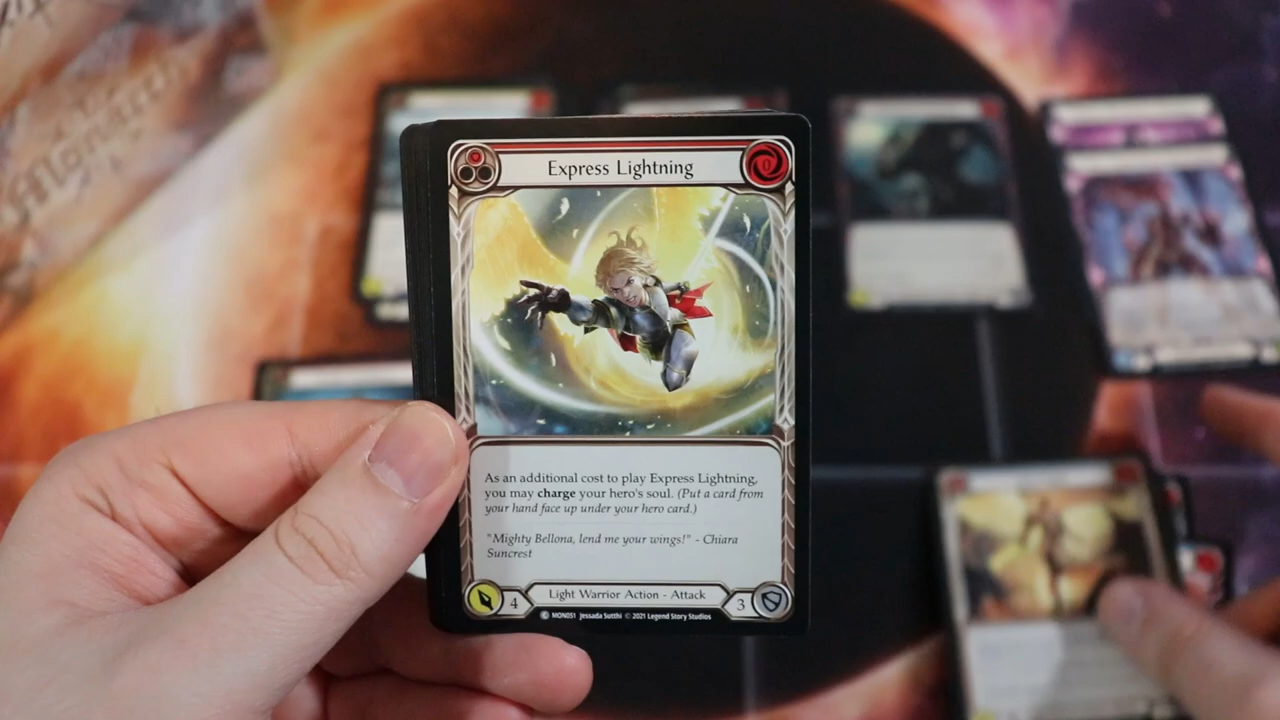 Express Lightning
0
As an additional cost to play Express Lightning,
you may charge your hero's soul. (Put a card from
your hand face up under your hero card.)
"Mighty Bellona, lend me your wings!" - Chiara
Suncrest
4
Light Warrior Action - Attack
3
C MON051 Jessada Sutthi © 2021 Legend Story Studios